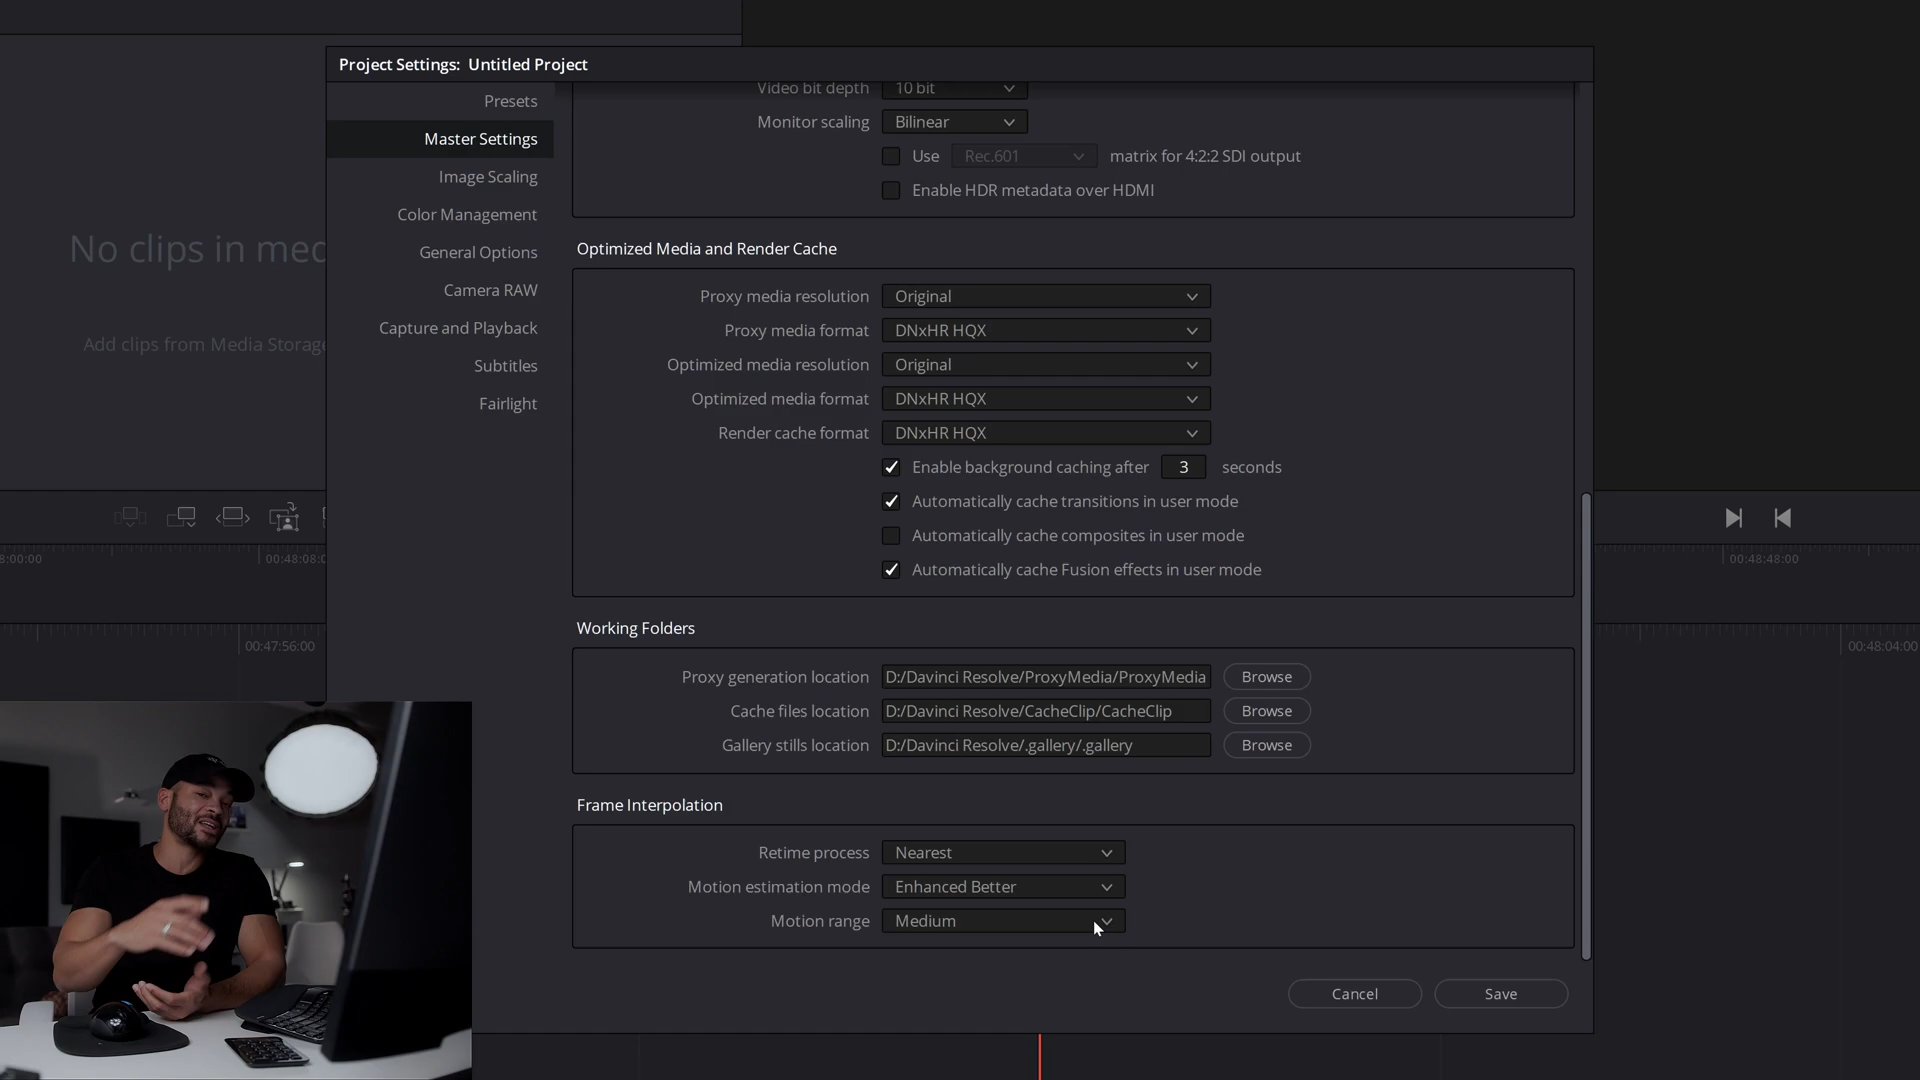 Project Settings: Untitled Project
Presets
Master Settings
Image Scaling
Color Management
General Options
Camera RAW
Capture and Playback
Subtitles
Fairlight
Video bit depth 10 bit
Monitor scaling Bilinear
Use Rec.601 matrix for 4:2:2 SDI output
Enable HDR metadata over HDMI
Optimized Media and Render Cache
Proxy media resolution Original
Proxy media format DNxHR HQX
Optimized media resolution Original
Optimized media format DNxHR HQX
Render cache format DNxHR HQX
Enable background caching after 3 seconds
Automatically cache transitions in user mode
Automatically cache composites in user mode
Automatically cache Fusion effects in user mode
Working Folders
Proxy generation location D:/Davinci Resolve/ProxyMedia/ProxyMedia Browse
Cache files location D:/Davinci Resolve/CacheClip/CacheClip Browse
Gallery stills location D:/Davinci Resolve/.gallery/.gallery Browse
Frame Interpolation
Retime process Nearest
Motion estimation mode Enhanced Better
Motion range Medium
Cancel Save
No clips in med
Add clips from Media Storage
8:00:00 00:48:08:0 00:48:48:00
00:47:56:00 00:48:04:00